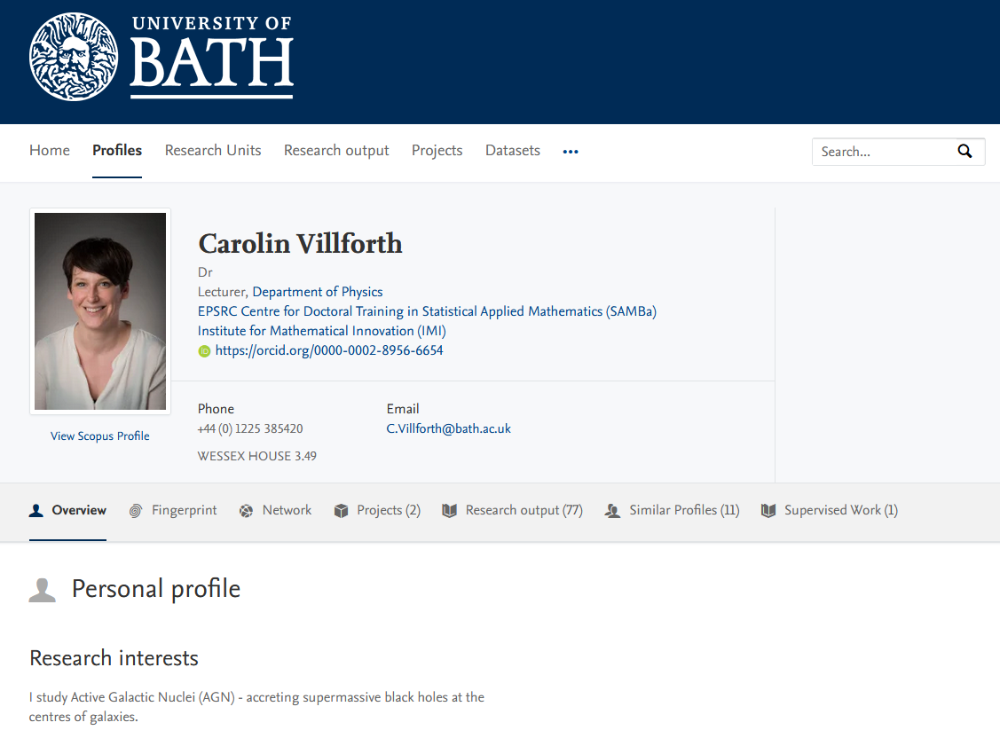 UNIVERSITY OF
BATH
Home Profiles Research Units Research output Projects Datasets ••• Search...
Carolin Villforth
Dr
Lecturer, Department of Physics
EPSRC Centre for Doctoral Training in Statistical Applied Mathematics (SAMBa)
Institute for Mathematical Innovation (IMI)
iD https://orcid.org/0000-0002-8956-6654
Phone Email
+44 (0) 1225 385420 C.Villforth@bath.ac.uk
View Scopus Profile
WESSEX HOUSE 3.49
Overview Fingerprint Network Projects (2) Research output (77) Similar Profiles (11) Supervised Work (1)
Personal profile
Research interests
I study Active Galactic Nuclei (AGN) - accreting supermassive black holes at the
centres of galaxies.